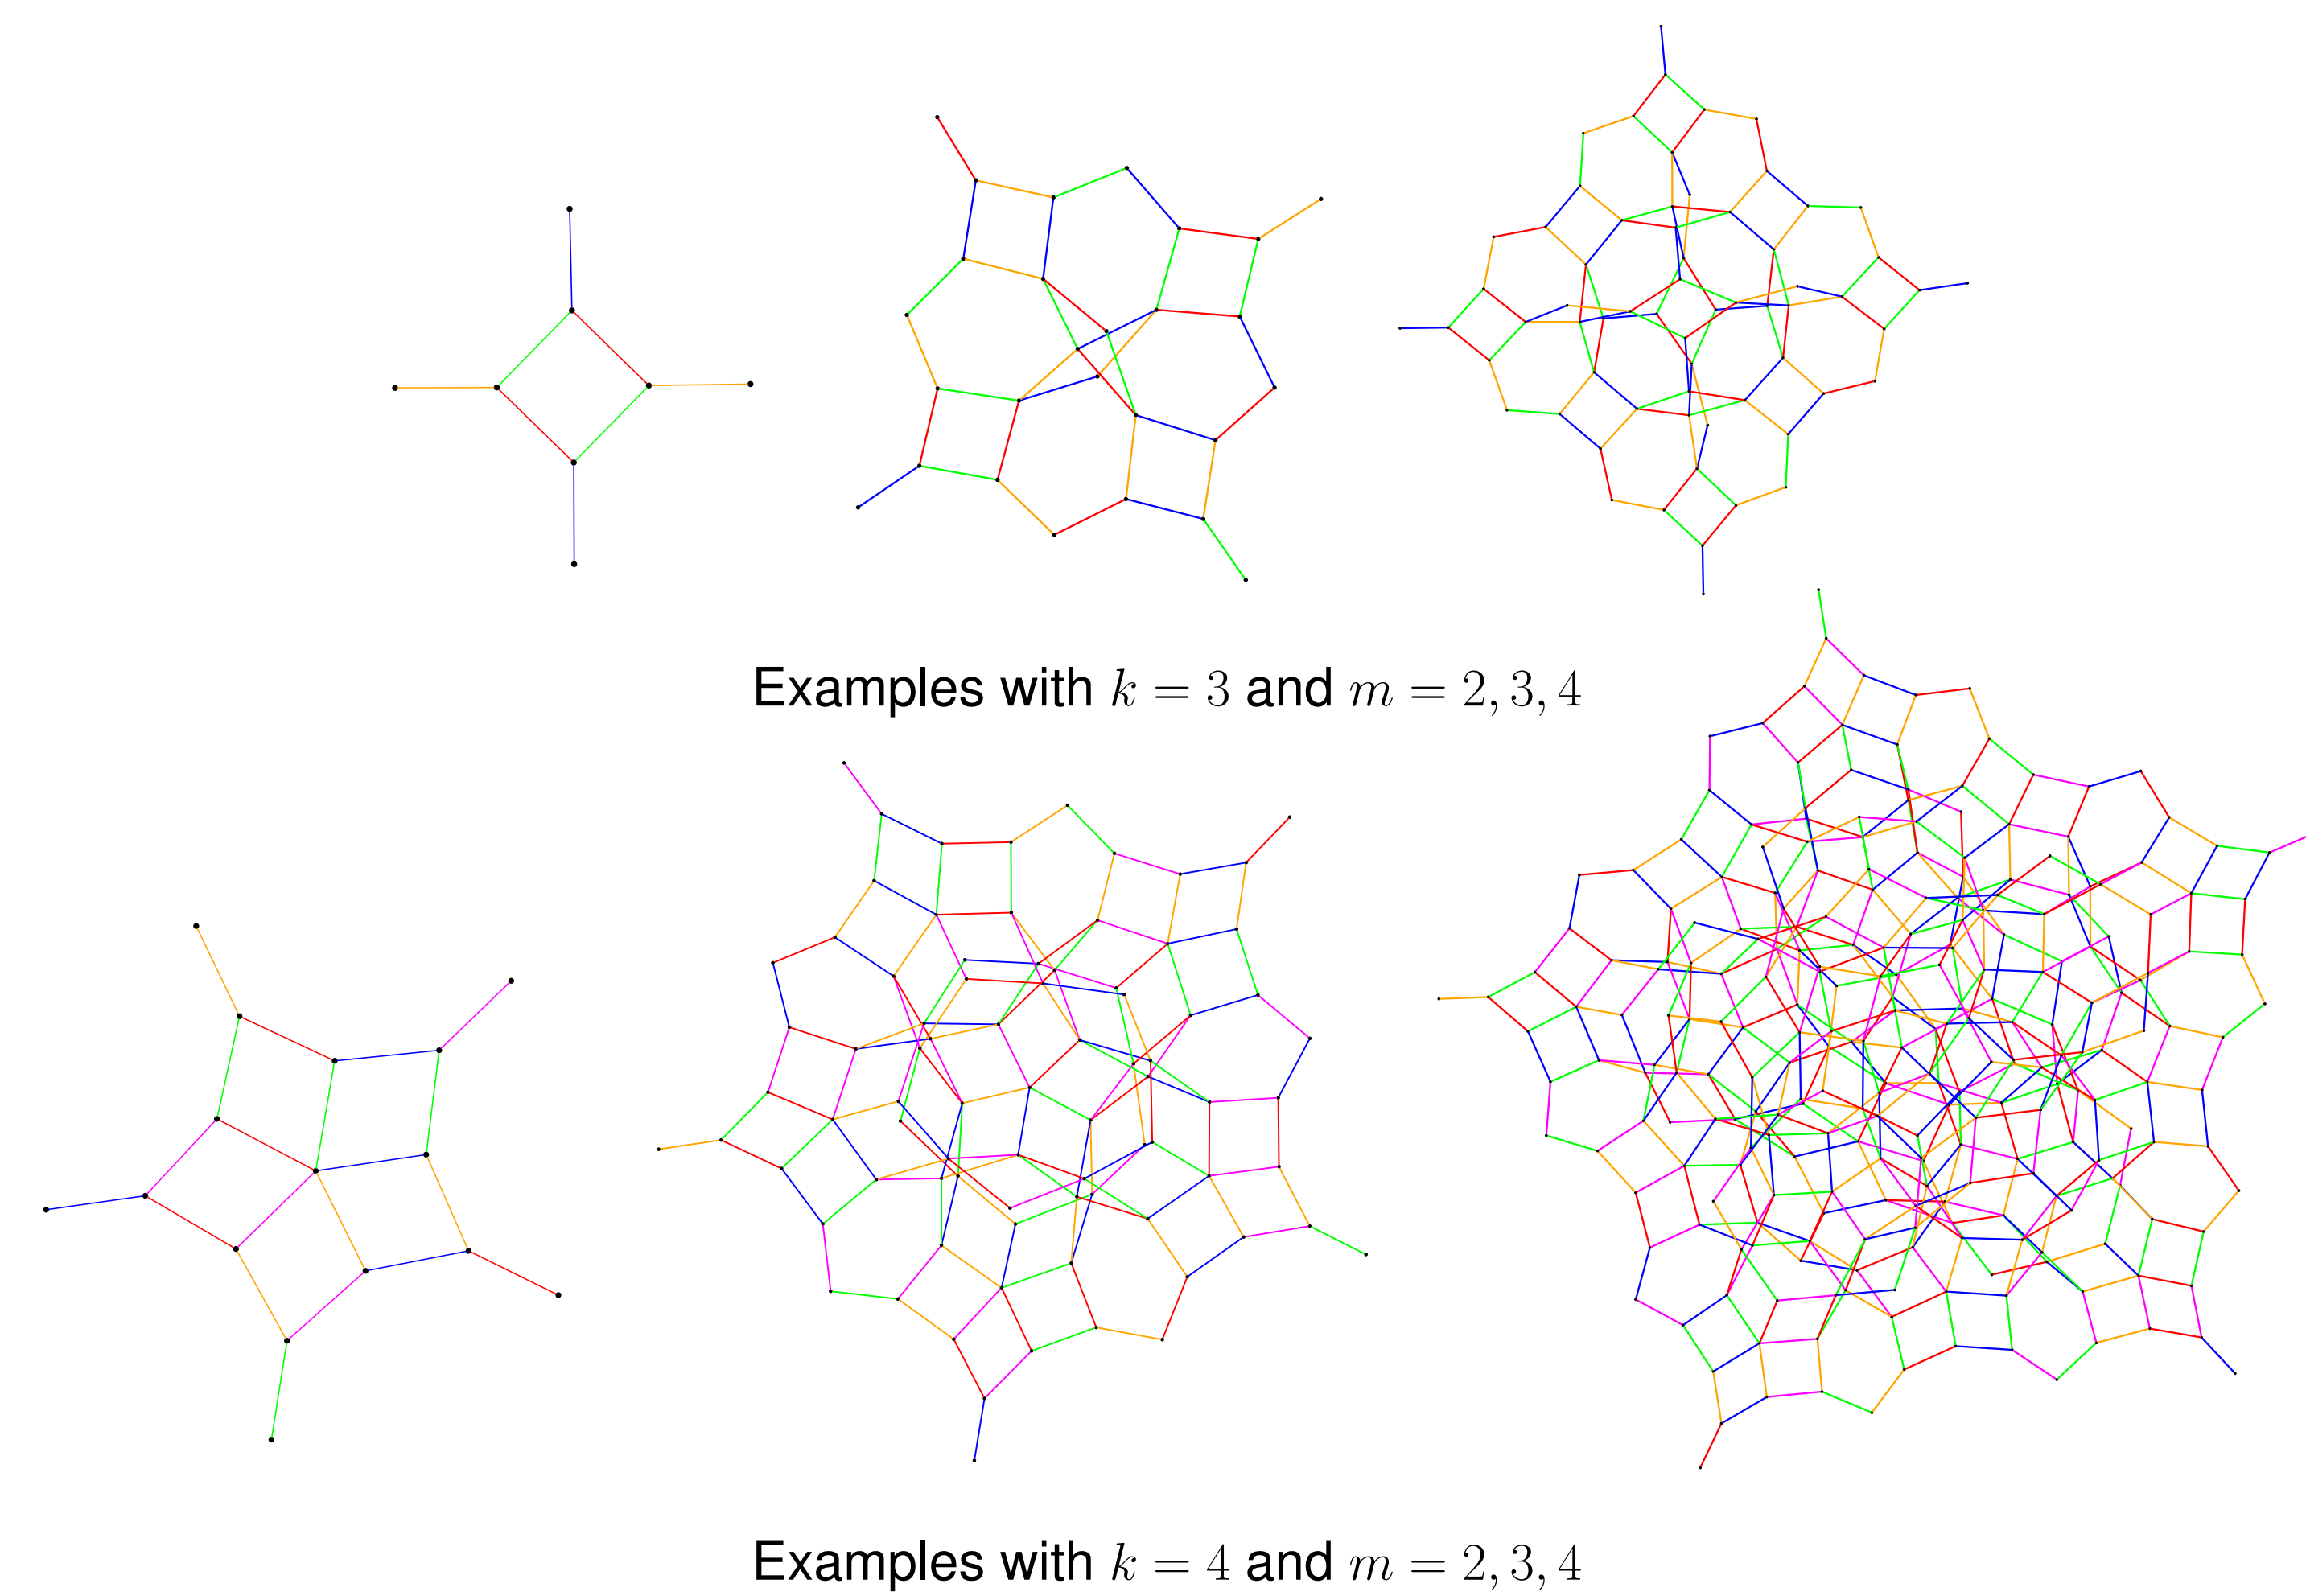 Examples with k = 3 and m = 2, 3, 4
Examples with k = 4 and m = 2, 3, 4